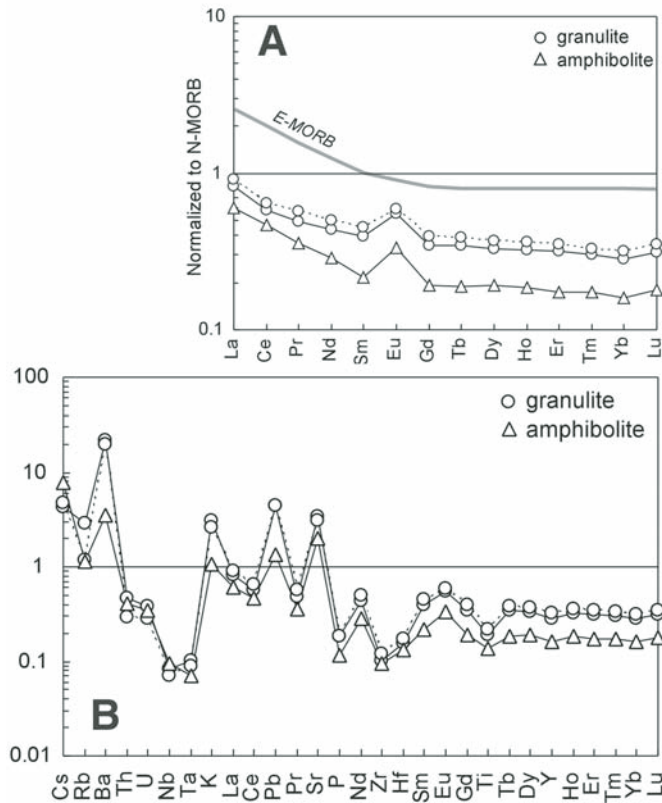 10
A
granulite
amphibolite
Normalized to N-MORB
E-MORB
1
0.1
La Ce Pr Nd Sm Eu Gd Tb Dy Ho Er Tm Yb Lu
100
granulite
amphibolite
10
1
0.1
B
0.01
Cs Rb Ba Th U Nb Ta K La Ce Pb Pr Sr P Nd Zr Hf Sm Eu Gd Ti Tb Dy Y Ho Er Tm Yb Lu